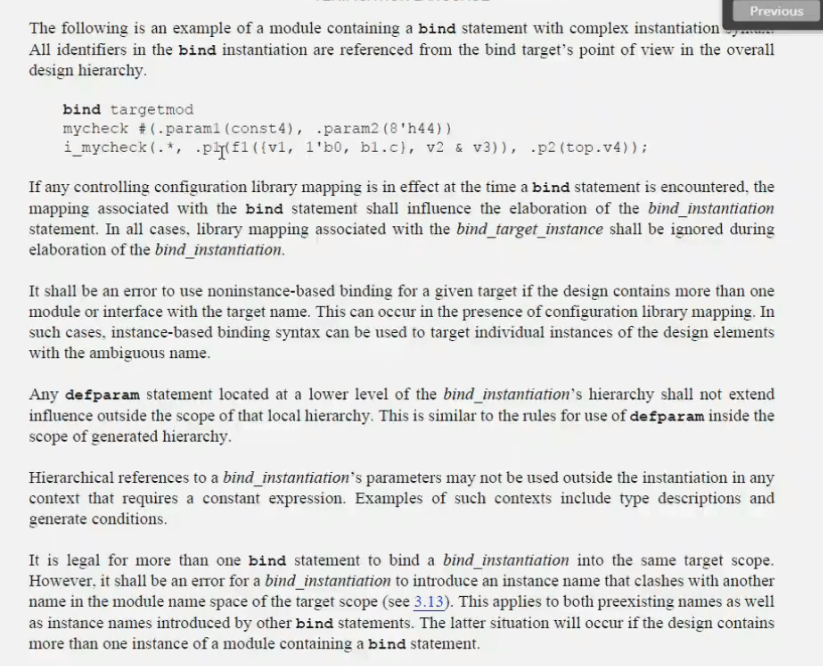 Previous
The following is an example of a module containing a bind statement with complex instantiation
All identifiers in the bind instantiation are referenced from the bind target's point of view in the overall
design hierarchy.
bind targetmod
mycheck #(.param1(const4), .param2(8'h44))
i_mycheck(.*, .p1(f1({v1, 1'b0, b1.c}, v2 & v3)), .p2(top.v4));
If any controlling configuration library mapping is in effect at the time a bind statement is encountered, the
mapping associated with the bind statement shall influence the elaboration of the bind_instantiation
statement. In all cases, library mapping associated with the bind_target_instance shall be ignored during
elaboration of the bind_instantiation.
It shall be an error to use noninstance-based binding for a given target if the design contains more than one
module or interface with the target name. This can occur in the presence of configuration library mapping. In
such cases, instance-based binding syntax can be used to target individual instances of the design elements
with the ambiguous name.
Any defparam statement located at a lower level of the bind_instantiation's hierarchy shall not extend
influence outside the scope of that local hierarchy. This is similar to the rules for use of defparam inside the
scope of generated hierarchy.
Hierarchical references to a bind_instantiation's parameters may not be used outside the instantiation in any
context that requires a constant expression. Examples of such contexts include type descriptions and
generate conditions.
It is legal for more than one bind statement to bind a bind_instantiation into the same target scope.
However, it shall be an error for a bind_instantiation to introduce an instance name that clashes with another
name in the module name space of the target scope (see 3.13). This applies to both preexisting names as well
as instance names introduced by other bind statements. The latter situation will occur if the design contains
more than one instance of a module containing a bind statement.